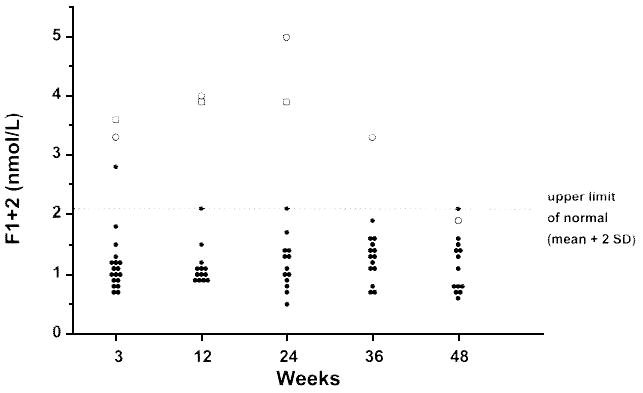 5
4
3
2
1
0
F1+2 (nmol/L)
upper limit
of normal
(mean + 2 SD)
3 12 24 36 48
Weeks